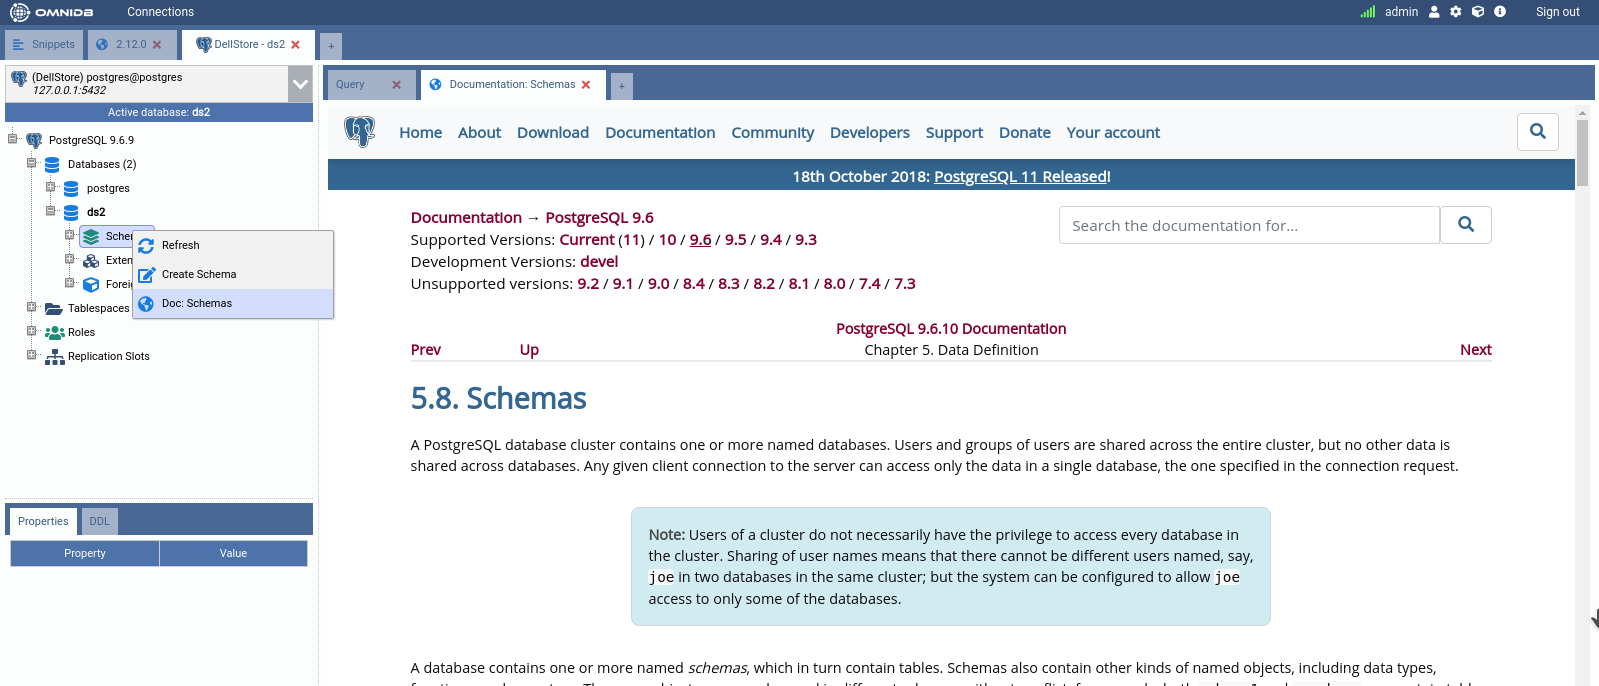 OMNIDB
Connections
admin
Sign out
Snippets
2.12.0
DellStore - ds2
+
(DellStore) postgres@postgres
127.0.0.1:5432
Active database: ds2
PostgreSQL 9.6.9
Databases (2)
postgres
ds2
Refresh
Create Schema
Doc: Schemas
Tablespaces
Roles
Replication Slots
Properties
DDL
Property
Value
Query
Documentation: Schemas
+
Home About Download Documentation Community Developers Support Donate Your account
18th October 2018: PostgreSQL 11 Released!
Documentation → PostgreSQL 9.6
Search the documentation for...
Supported Versions: Current (11) / 10 / 9.6 / 9.5 / 9.4 / 9.3
Development Versions: devel
Unsupported versions: 9.2 / 9.1 / 9.0 / 8.4 / 8.3 / 8.2 / 8.1 / 8.0 / 7.4 / 7.3
PostgreSQL 9.6.10 Documentation
Prev Up Chapter 5. Data Definition Next
5.8. Schemas
A PostgreSQL database cluster contains one or more named databases. Users and groups of users are shared across the entire cluster, but no other data is
shared across databases. Any given client connection to the server can access only the data in a single database, the one specified in the connection request.
Note: Users of a cluster do not necessarily have the privilege to access every database in
the cluster. Sharing of user names means that there cannot be different users named, say,
joe in two databases in the same cluster; but the system can be configured to allow joe
access to only some of the databases.
A database contains one or more named schemas, which in turn contain tables. Schemas also contain other kinds of named objects, including data types,